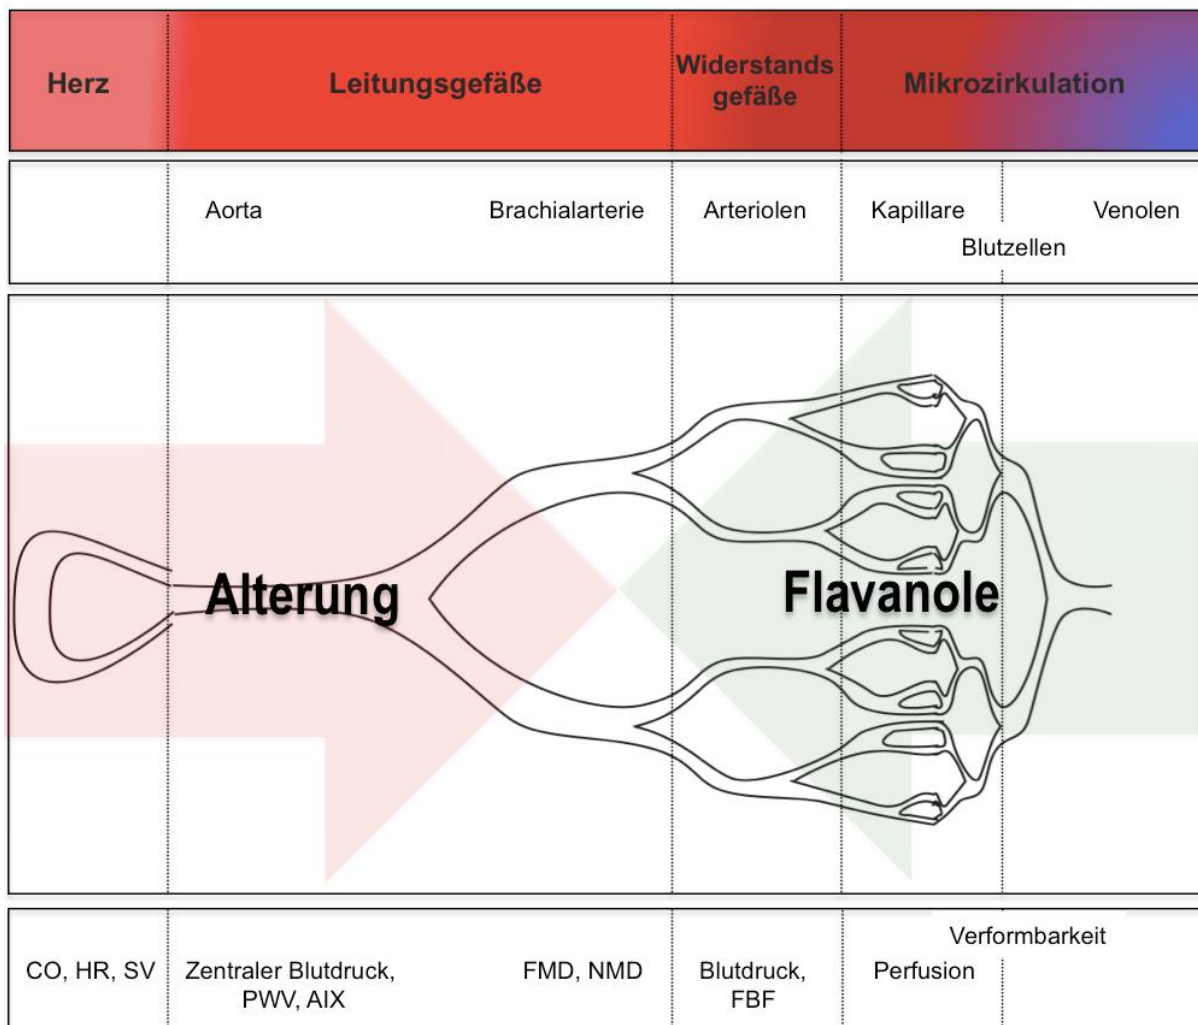 Herz
Leitungsgefäße
Widerstands
gefäße
Mikrozirkulation
Aorta
Brachialarterie
Arteriolen
Kapillare
Venolen
Blutzellen
Alterung
Flavanole
Verformbarkeit
CO, HR, SV
Zentraler Blutdruck,
PWV, AIX
FMD, NMD
Blutdruck,
FBF
Perfusion